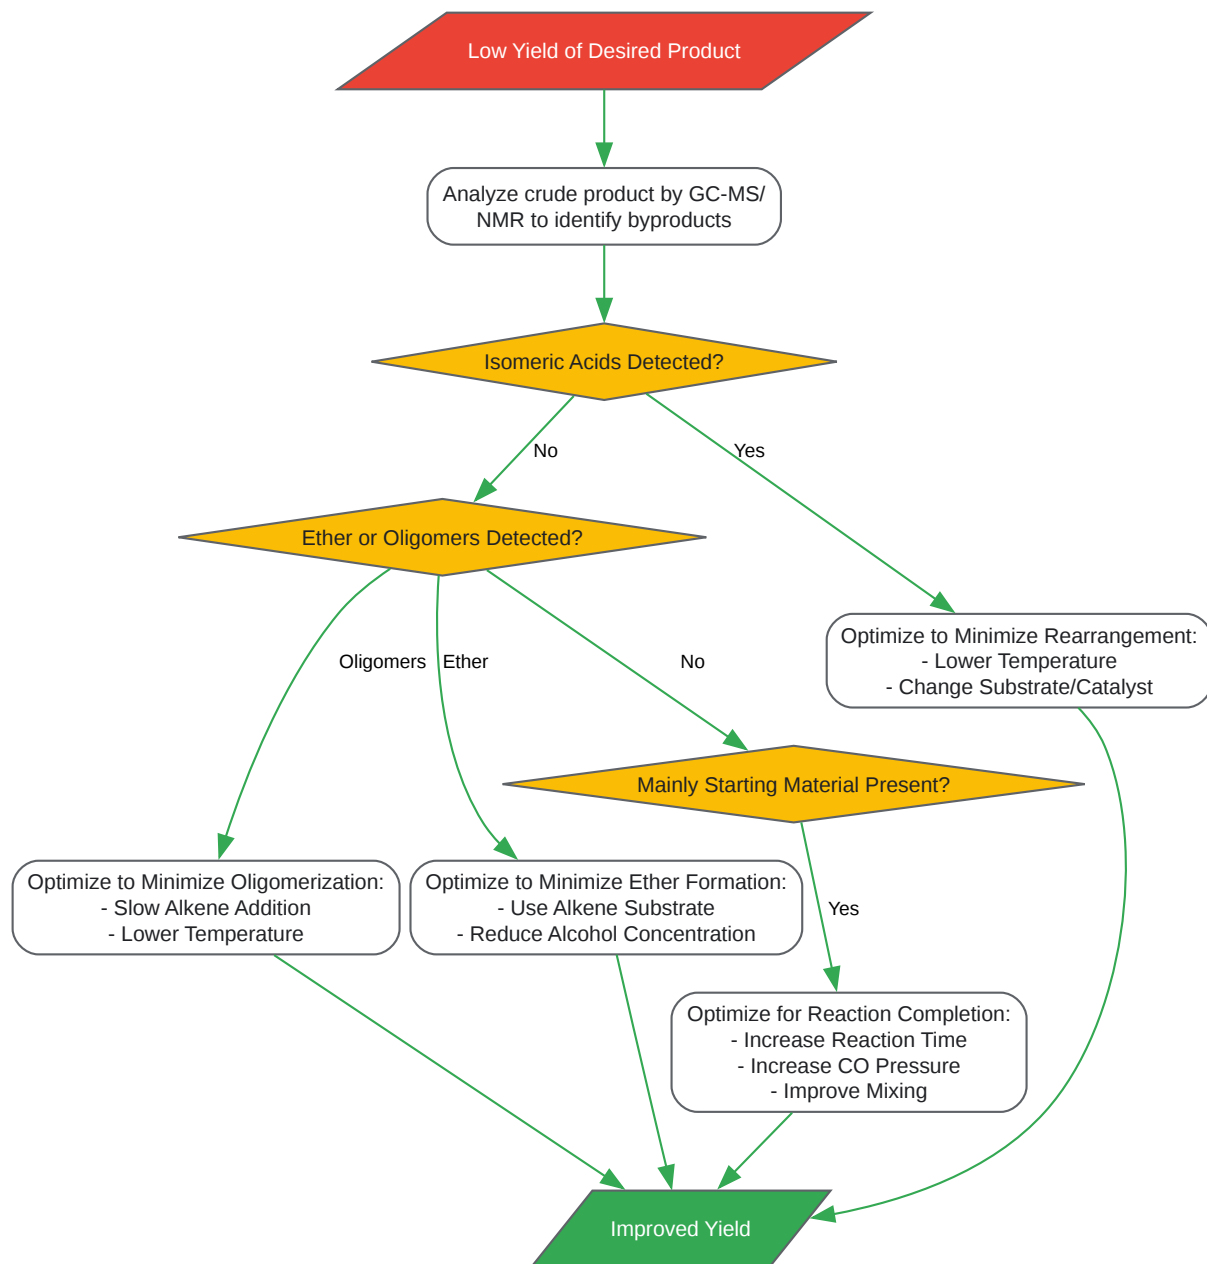 Low Yield of Desired Product
Analyze crude product by GC-MS/
NMR to identify byproducts
Isomeric Acids Detected?
No
Yes
Ether or Oligomers Detected?
Oligomers
Ether
No
Optimize to Minimize Rearrangement:
- Lower Temperature
- Change Substrate/Catalyst
Mainly Starting Material Present?
Optimize to Minimize Oligomerization:
- Slow Alkene Addition
- Lower Temperature
Optimize to Minimize Ether Formation:
- Use Alkene Substrate
- Reduce Alcohol Concentration
Yes
Optimize for Reaction Completion:
- Increase Reaction Time
- Increase CO Pressure
- Improve Mixing
Improved Yield